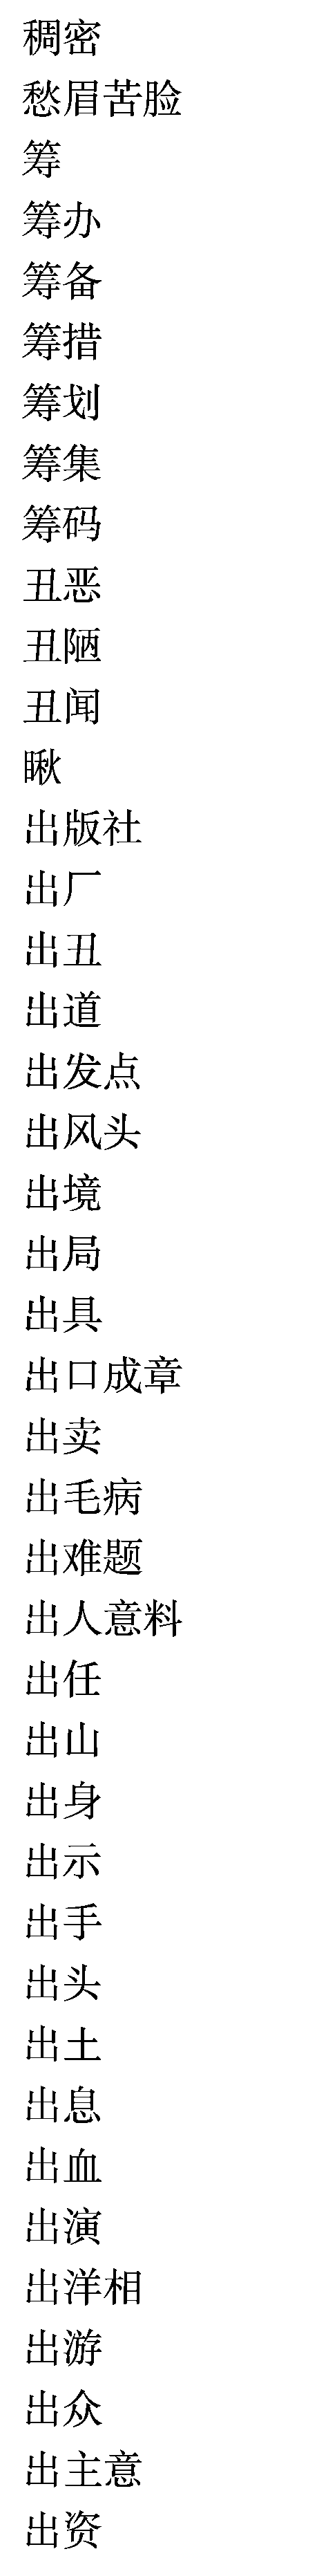 稠密
愁眉苦脸
筹
筹办
筹备
筹措
筹划
筹集
筹码
丑恶
丑陋
丑闻
瞅
出版社
出厂
出丑
出道
出发点
出风头
出境
出局
出具
出口成章
出卖
出毛病
出难题
出人意料
出任
出山
出身
出示
出手
出头
出土
出息
出血
出演
出洋相
出游
出众
出主意
出资